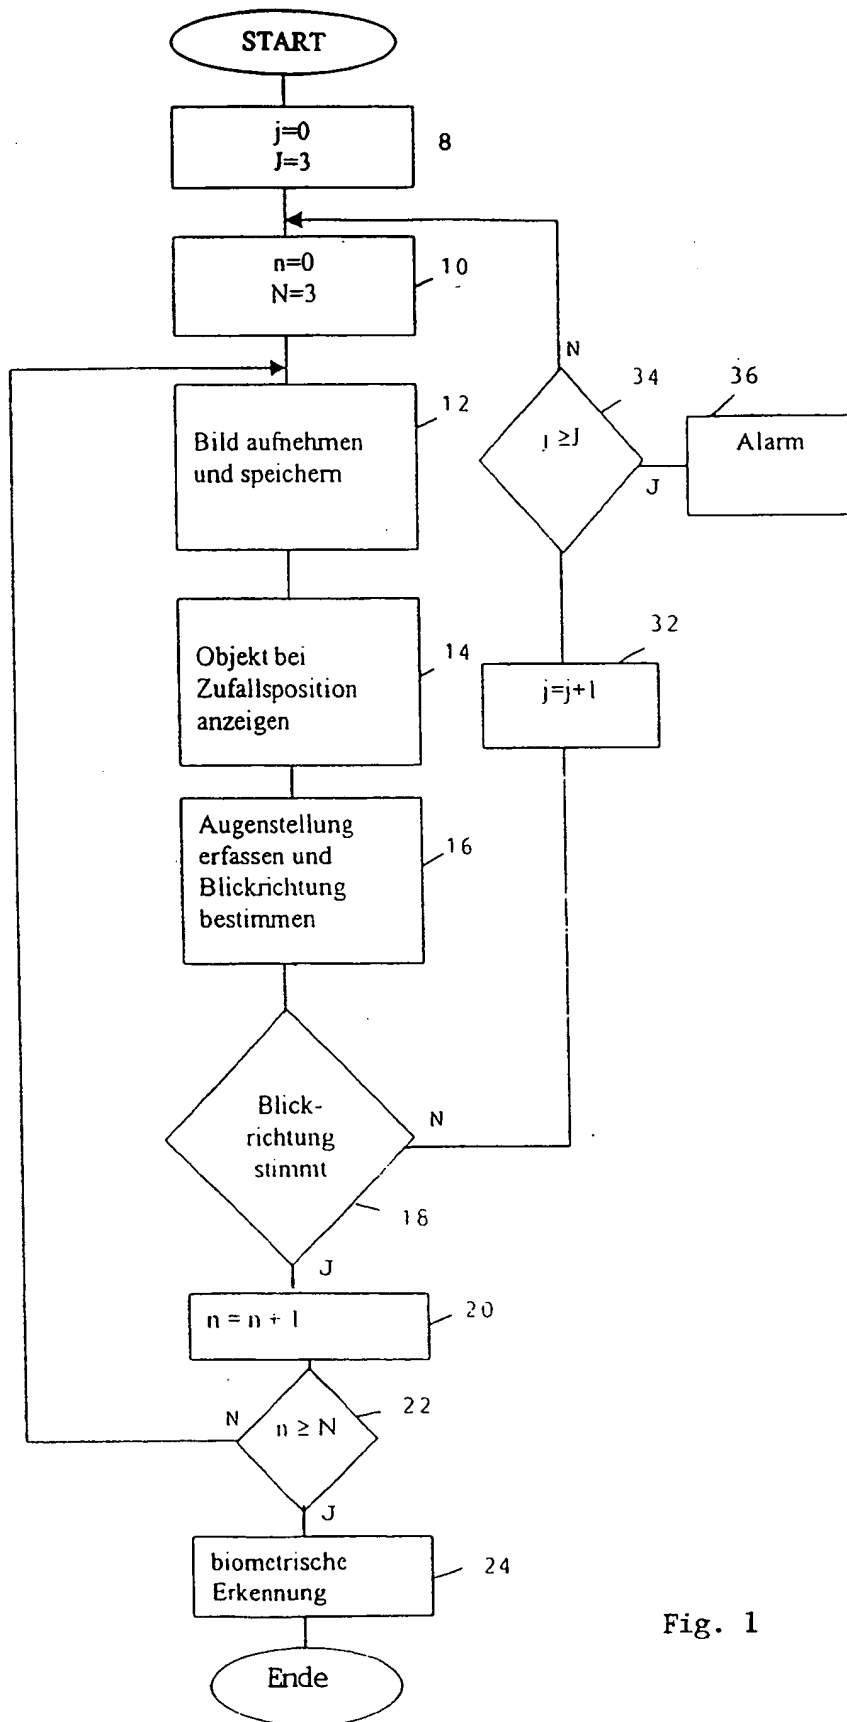 START
j=0
J=3
8
n=0
N=3
10
N
34
36
12
Bild aufnehmen
und speichern
j ≥J
Alarm
J
32
Objekt bei
Zufallsposition
anzeigen
14
j=j+1
Augenstellung
erfassen und
Blickrichtung
bestimmen
16
Blick-
richtung
stimmt
N
18
J
n = n + 1
20
N
n ≥ N
22
J
biometrische
Erkennung
24
Fig. 1
Ende